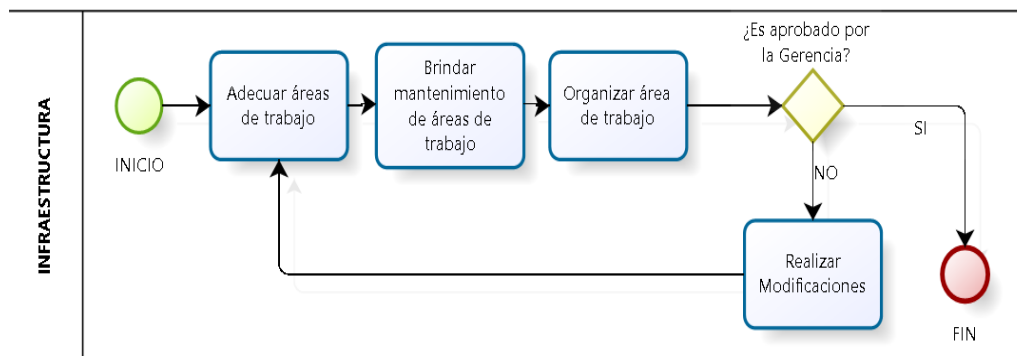 INFRAESTRUCTURA
INICIO
Adecuar áreas
de trabajo
Brindar
mantenimiento
de áreas de
trabajo
Organizar área
de trabajo
¿Es aprobado por
la Gerencia?
SI
NO
Realizar
Modificaciones
FIN